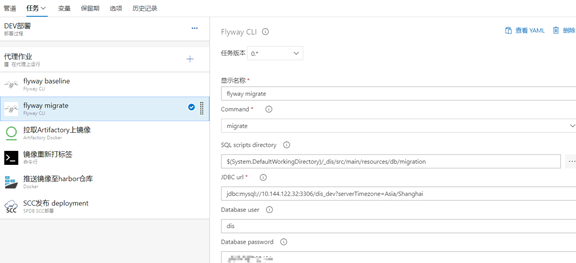 管道 任务 变量 保留期 选项 历史记录
DEV部署
部署过程
代理作业
在代理上运行
flyway baseline
Flyway CLI
flyway migrate
Flyway CLI
拉取Artifactory上镜像
Artifactory Docker
镜像重新打标签
命令行
推送镜像至harbor仓库
Docker
SCC
SCC发布 deployment
SPDB SCC部署
Flyway CLI
查看 YAML 删除
任务版本 0.*
显示名称 *
flyway migrate
Command *
migrate
SQL scripts directory
$(System.DefaultWorkingDirectory)/_dis/src/main/resources/db/migration
JDBC url *
jdbc:mysql://10.144.122.32:3306/dis_dev?serverTimezone=Asia/Shanghai
Database user
dis
Database password